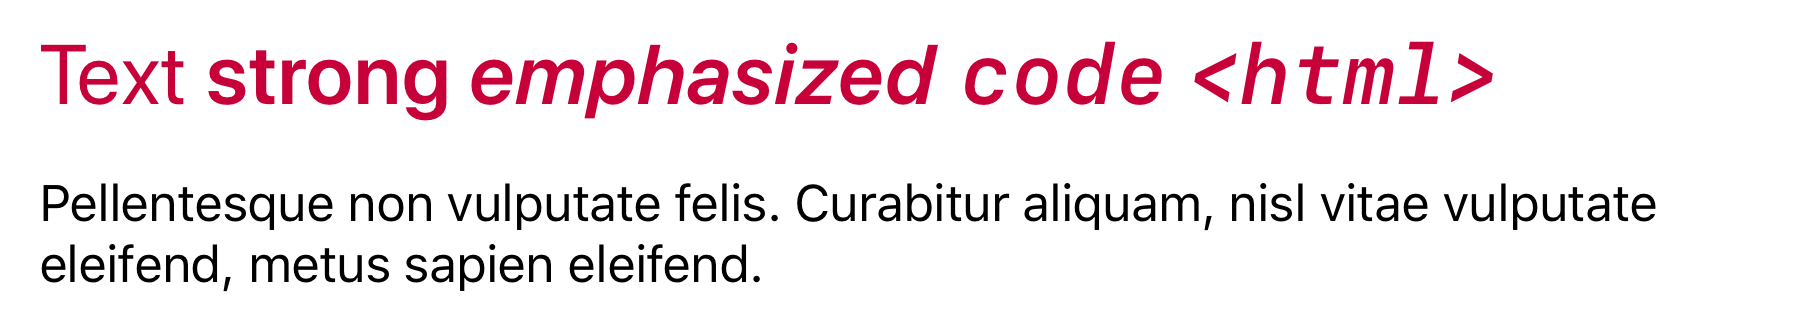 Text strong emphasized code <html>
Pellentesque non vulputate felis. Curabitur aliquam, nisl vitae vulputate
eleifend, metus sapien eleifend.